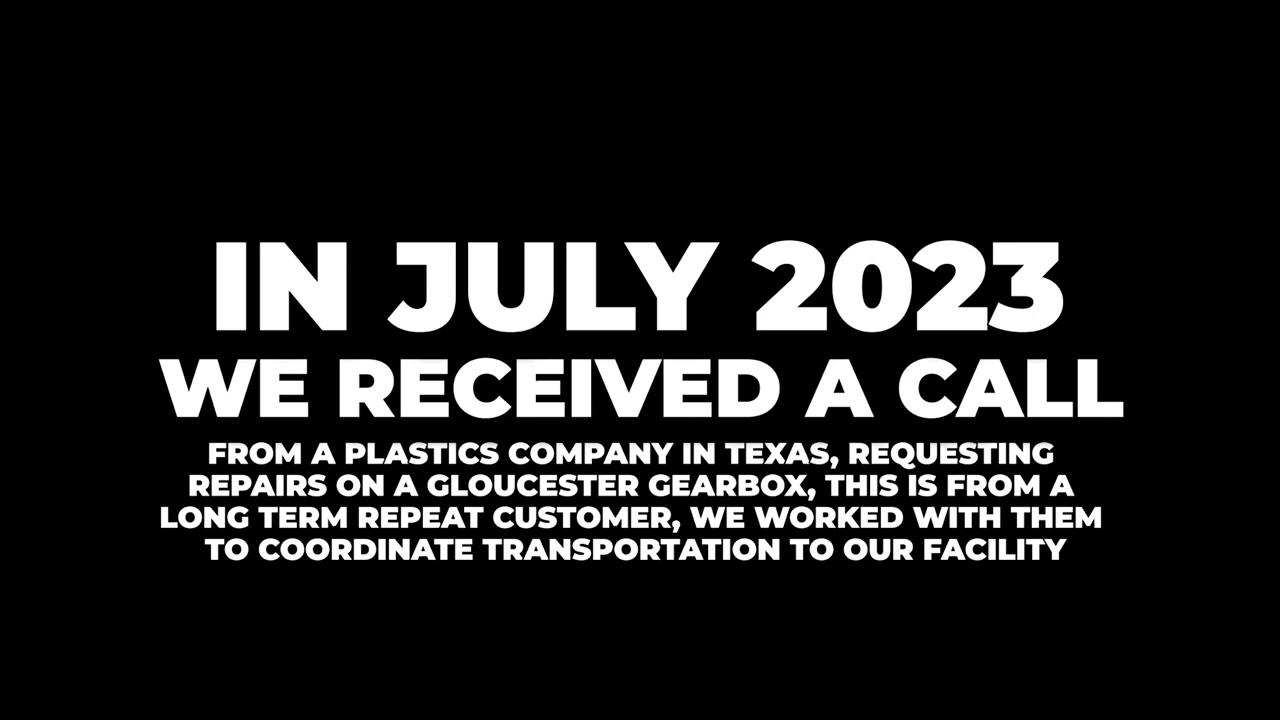 IN JULY 2023
WE RECEIVED A CALL
FROM A PLASTICS COMPANY IN TEXAS, REQUESTING
REPAIRS ON A GLOUCESTER GEARBOX, THIS IS FROM A
LONG TERM REPEAT CUSTOMER, WE WORKED WITH THEM
TO COORDINATE TRANSPORTATION TO OUR FACILITY